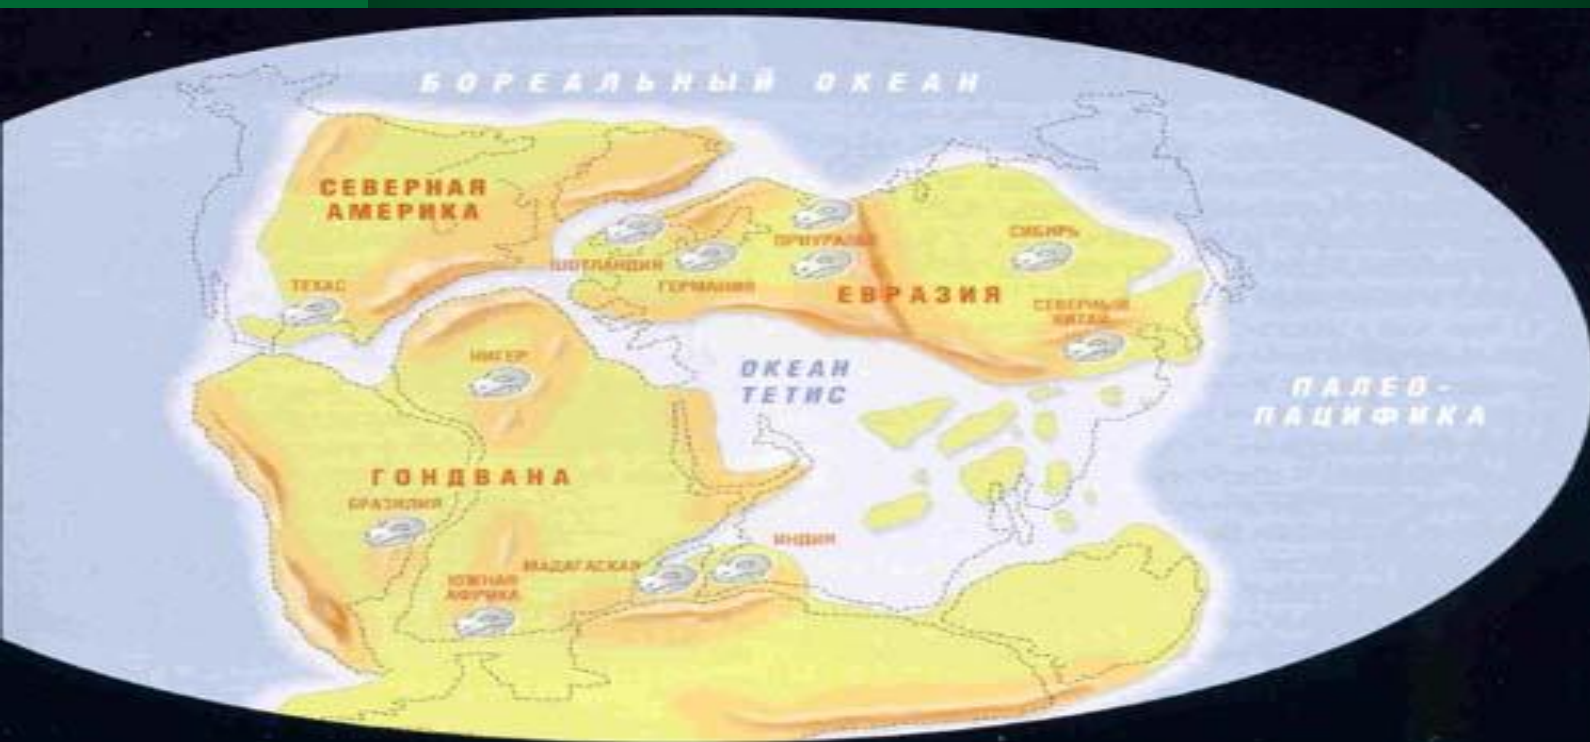 БОРЕАЛЬНЫЙ ОКЕАН
СЕВЕРНАЯ
АМЕРИКА
ШОТЛАНДИЯ
ПРИУРАЛЬЕ
СИБИРЬ
ТЕХАС
ГЕРМАНИЯ
ЕВРАЗИЯ
СЕВЕРНЫЙ
КИТАЙ
НИГЕР
ОКЕАН
ТЕТИС
ПАЛЕО-
ПАЦИФИКА
ГОНДВАНА
БРАЗИЛИЯ
ИНДИЯ
МАДАГАСКАР
ЮЖНАЯ
АФРИКА